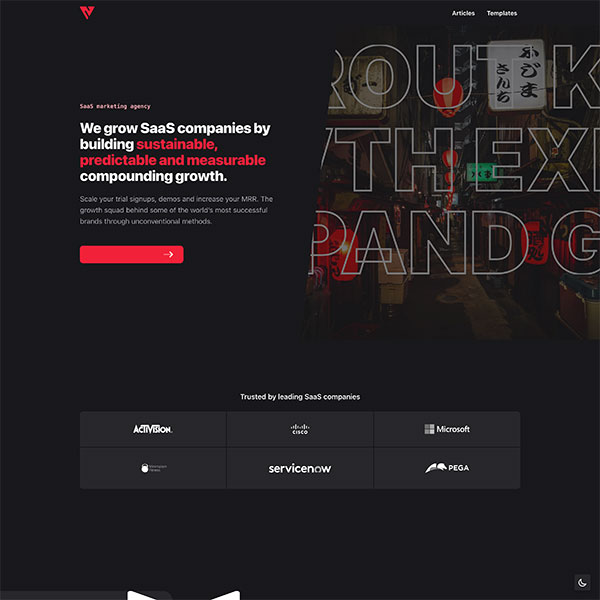 Articles Templates
SaaS marketing agency
We grow SaaS companies by
building sustainable,
predictable and measurable
compounding growth.
Scale your trial signups, demos and increase your MRR. The
growth squad behind some of the world's most successful
brands through unconventional methods.
ROUT K
TH EX
PAND G
ふじま
さんち
Trusted by leading SaaS companies
ACTIVISION
CISCO
Microsoft
servicenow
PEGA